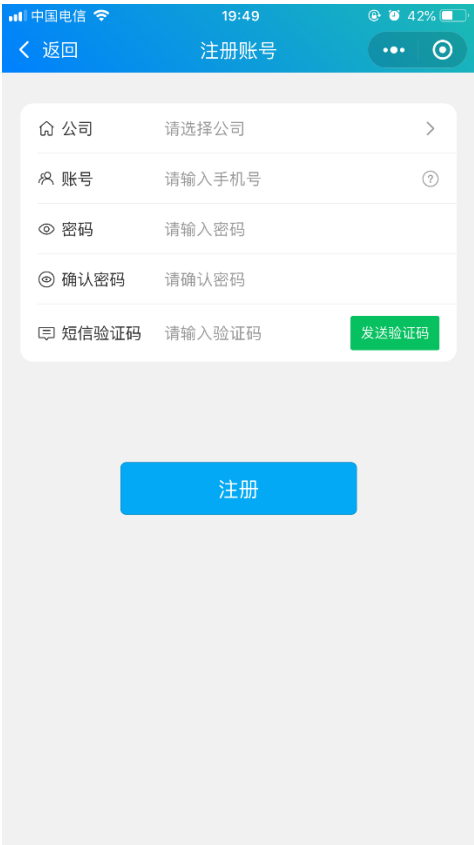 中国电信 19:49 42%
返回 注册账号
公司 请选择公司
账号 请输入手机号 ?
密码 请输入密码
确认密码 请确认密码
短信验证码 请输入验证码 发送验证码
注册